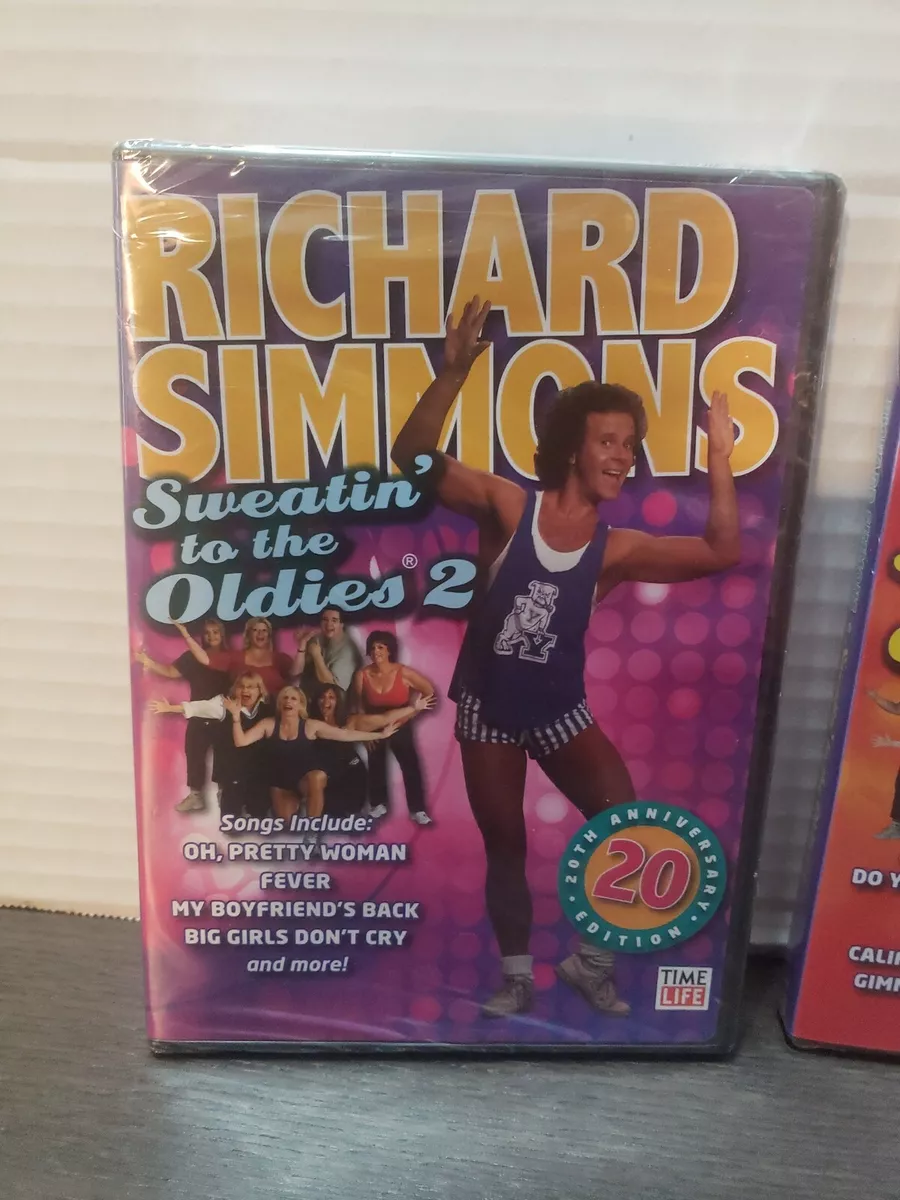 RICHARD
SIMMONS
Sweatin'
to the
Oldies® 2
Songs Include:
OH, PRETTY WOMAN
FEVER
MY BOYFRIEND'S BACK
BIG GIRLS DON'T CRY
and more!
20TH ANNIVERSARY
20
• EDITION •
TIME
LIFE
Y
DO Y
CALIF
GIMM